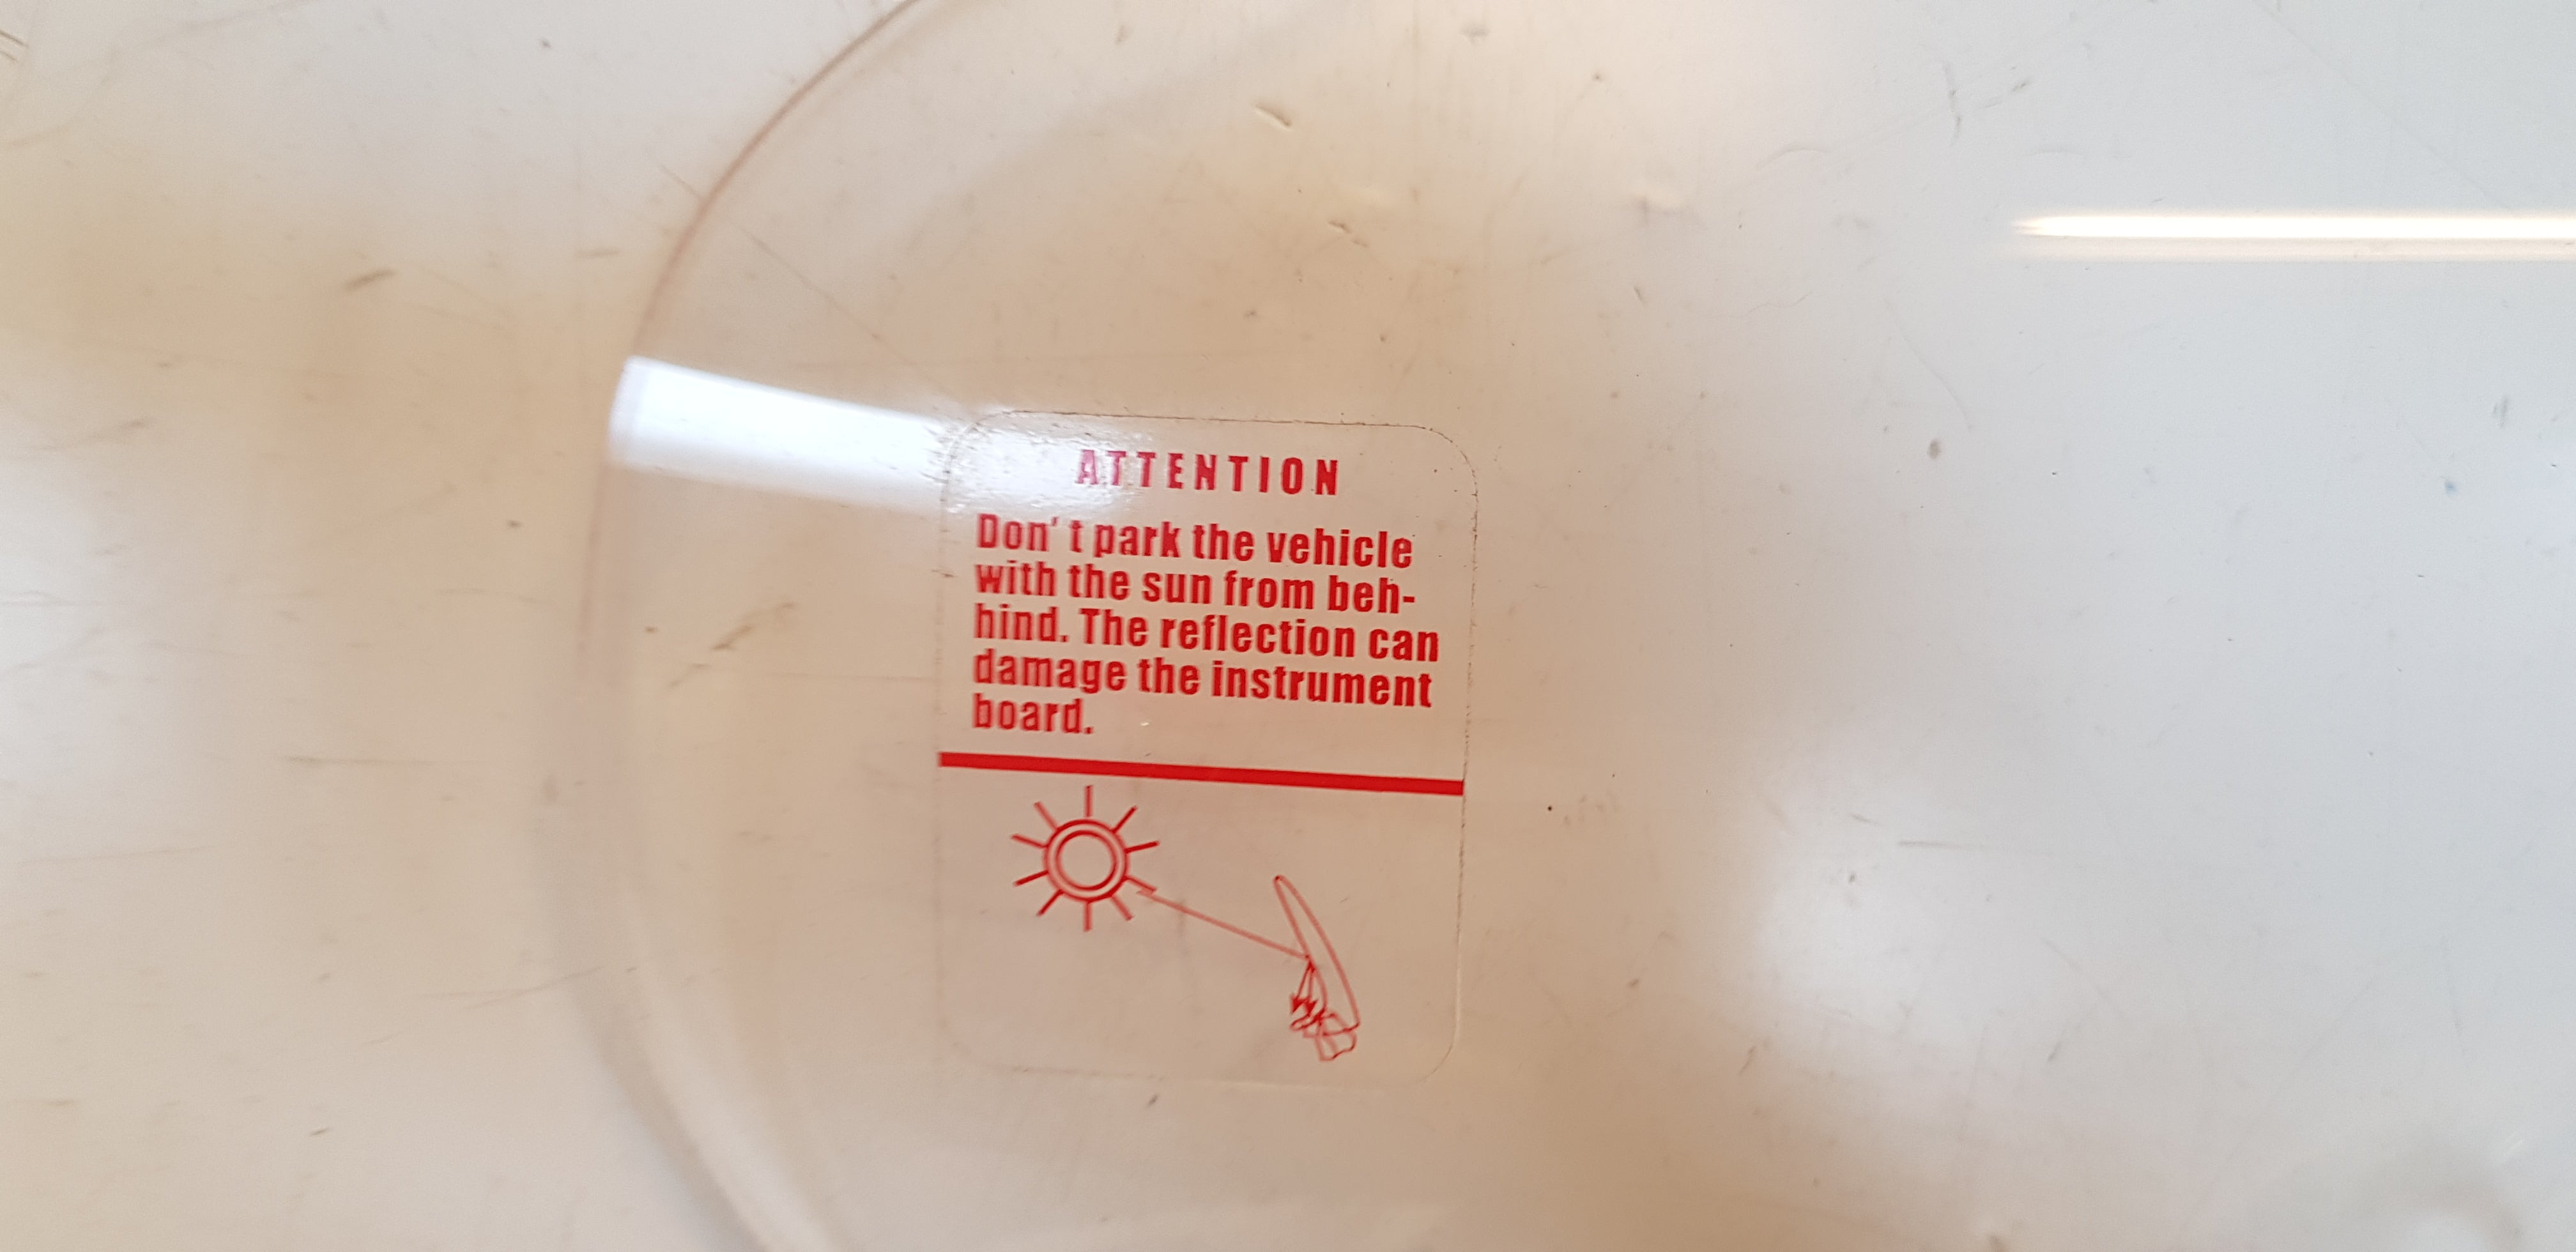 ATTENTION
Don't park the vehicle
with the sun from beh-
hind. The reflection can
damage the instrument
board.